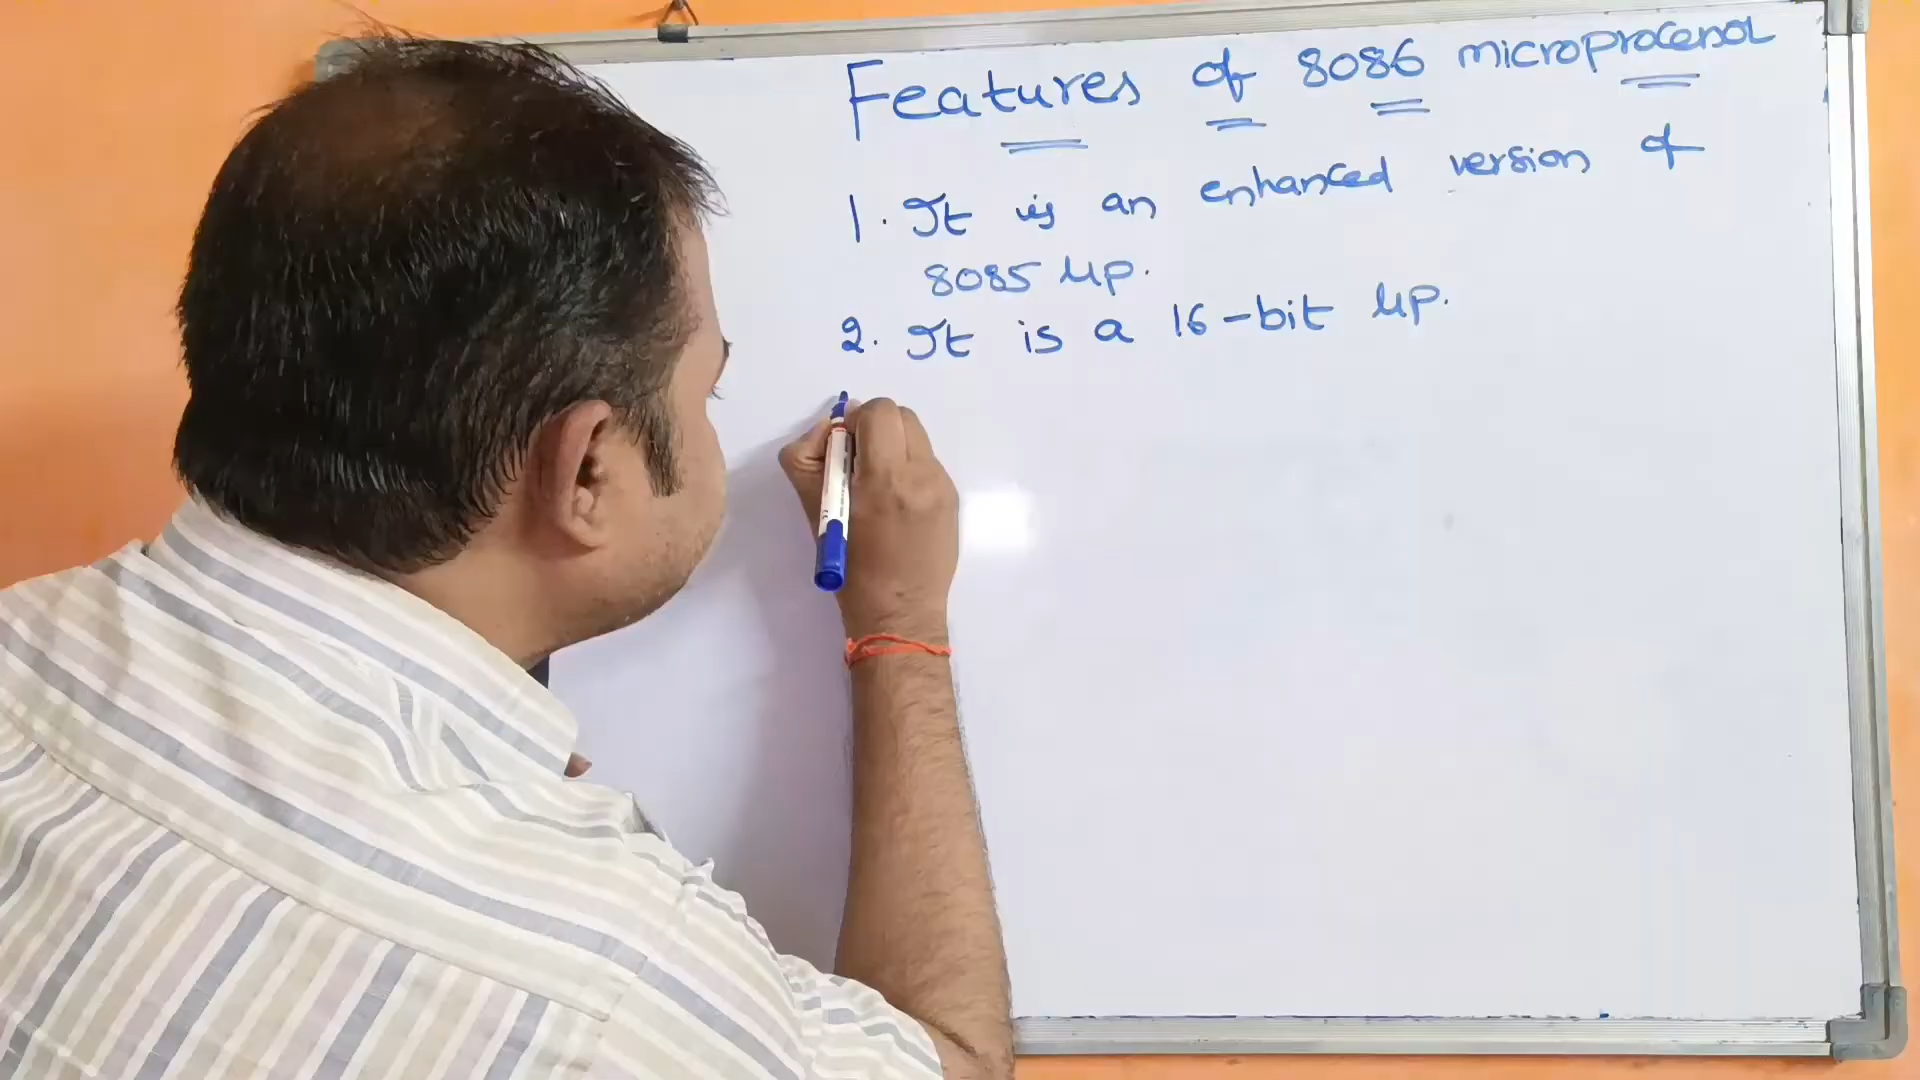 Features of 8086 microprocessor
1. It is an enhanced version of
8085 μp.
2. It is a 16-bit μp.